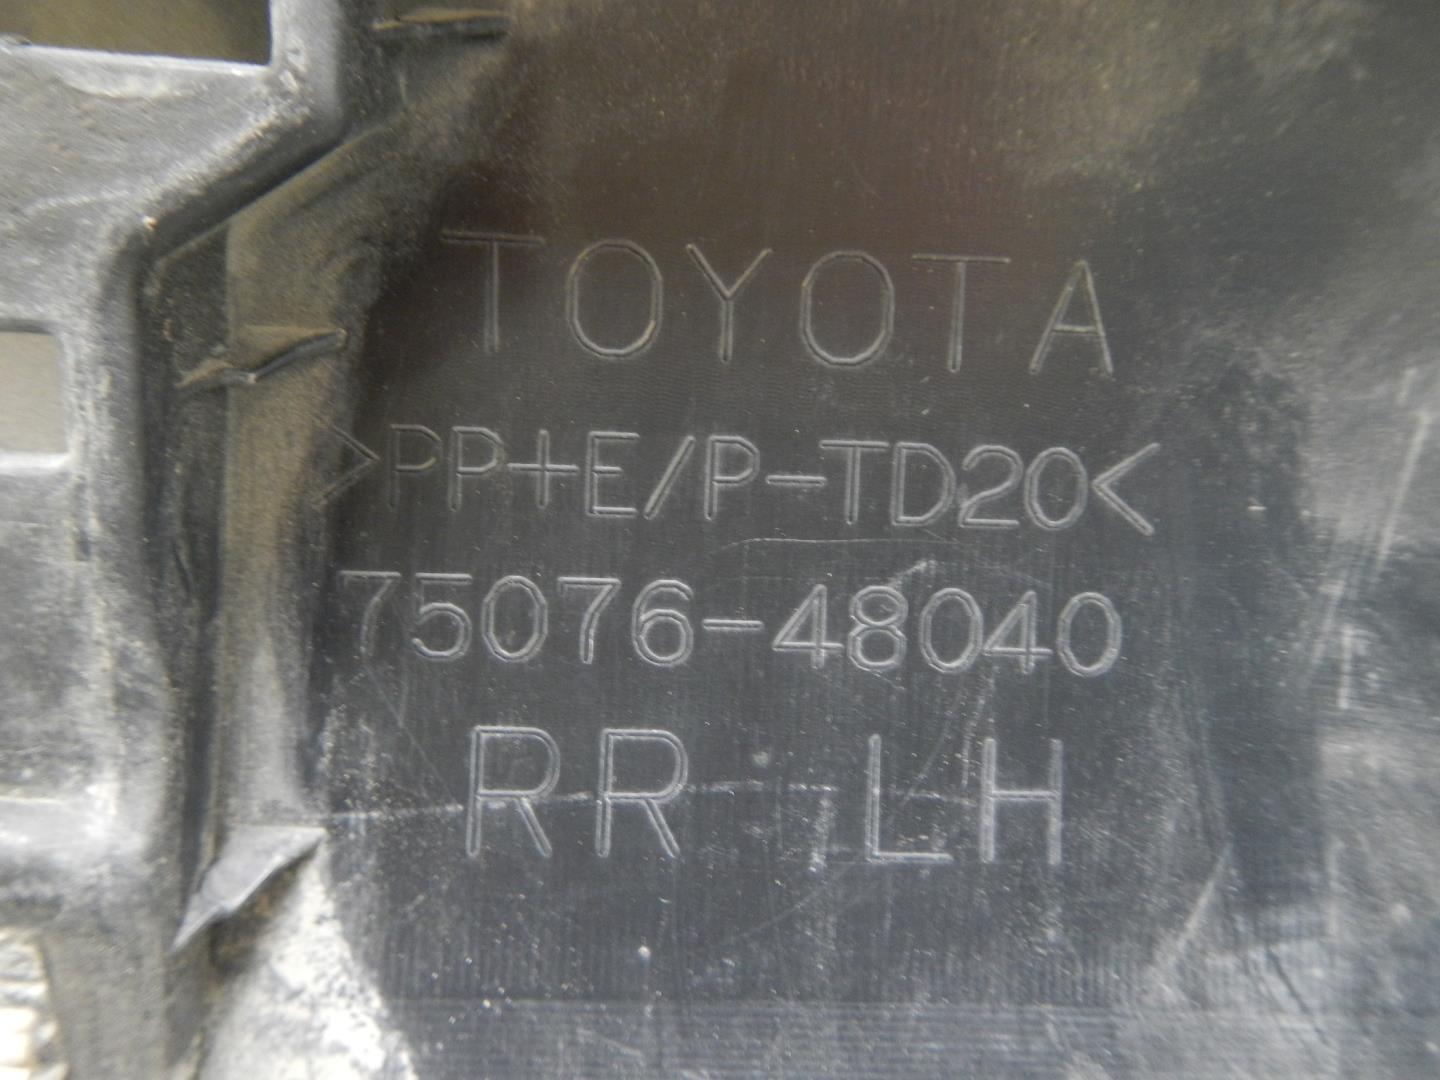 TOYOTA
>PP+E/P-TD20<
75076-48040
RR LH